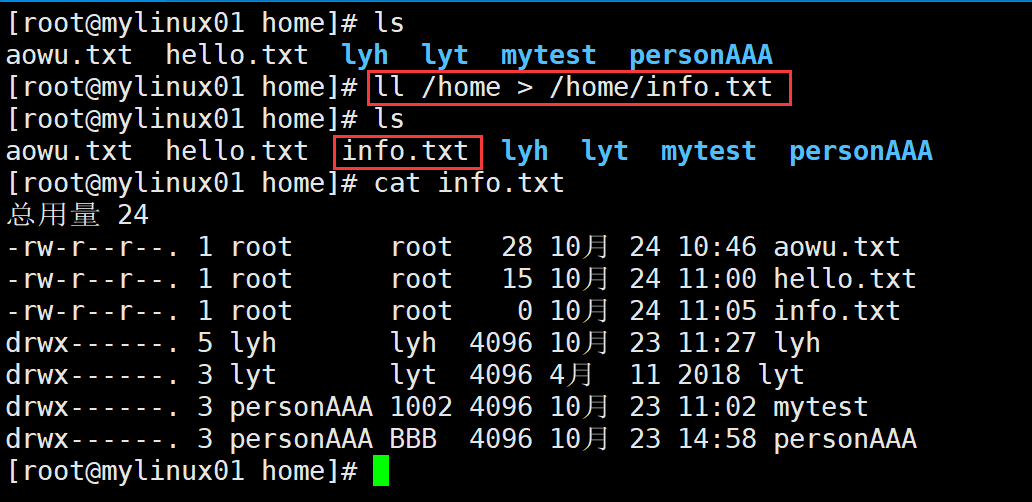 [root@mylinux01 home]# ls
aowu.txt  hello.txt  lyh  lyt  mytest  personAAA
[root@mylinux01 home]# ll /home > /home/info.txt
[root@mylinux01 home]# ls
aowu.txt  hello.txt  info.txt  lyh  lyt  mytest  personAAA
[root@mylinux01 home]# cat info.txt
总用量 24
-rw-r--r--. 1 root      root   28 10月 24 10:46 aowu.txt
-rw-r--r--. 1 root      root   15 10月 24 11:00 hello.txt
-rw-r--r--. 1 root      root    0 10月 24 11:05 info.txt
drwx------. 5 lyh       lyh  4096 10月 23 11:27 lyh
drwx------. 3 lyt       lyt  4096 4月  11 2018 lyt
drwx------. 3 personAAA 1002 4096 10月 23 11:02 mytest
drwx------. 3 personAAA BBB  4096 10月 23 14:58 personAAA
[root@mylinux01 home]#